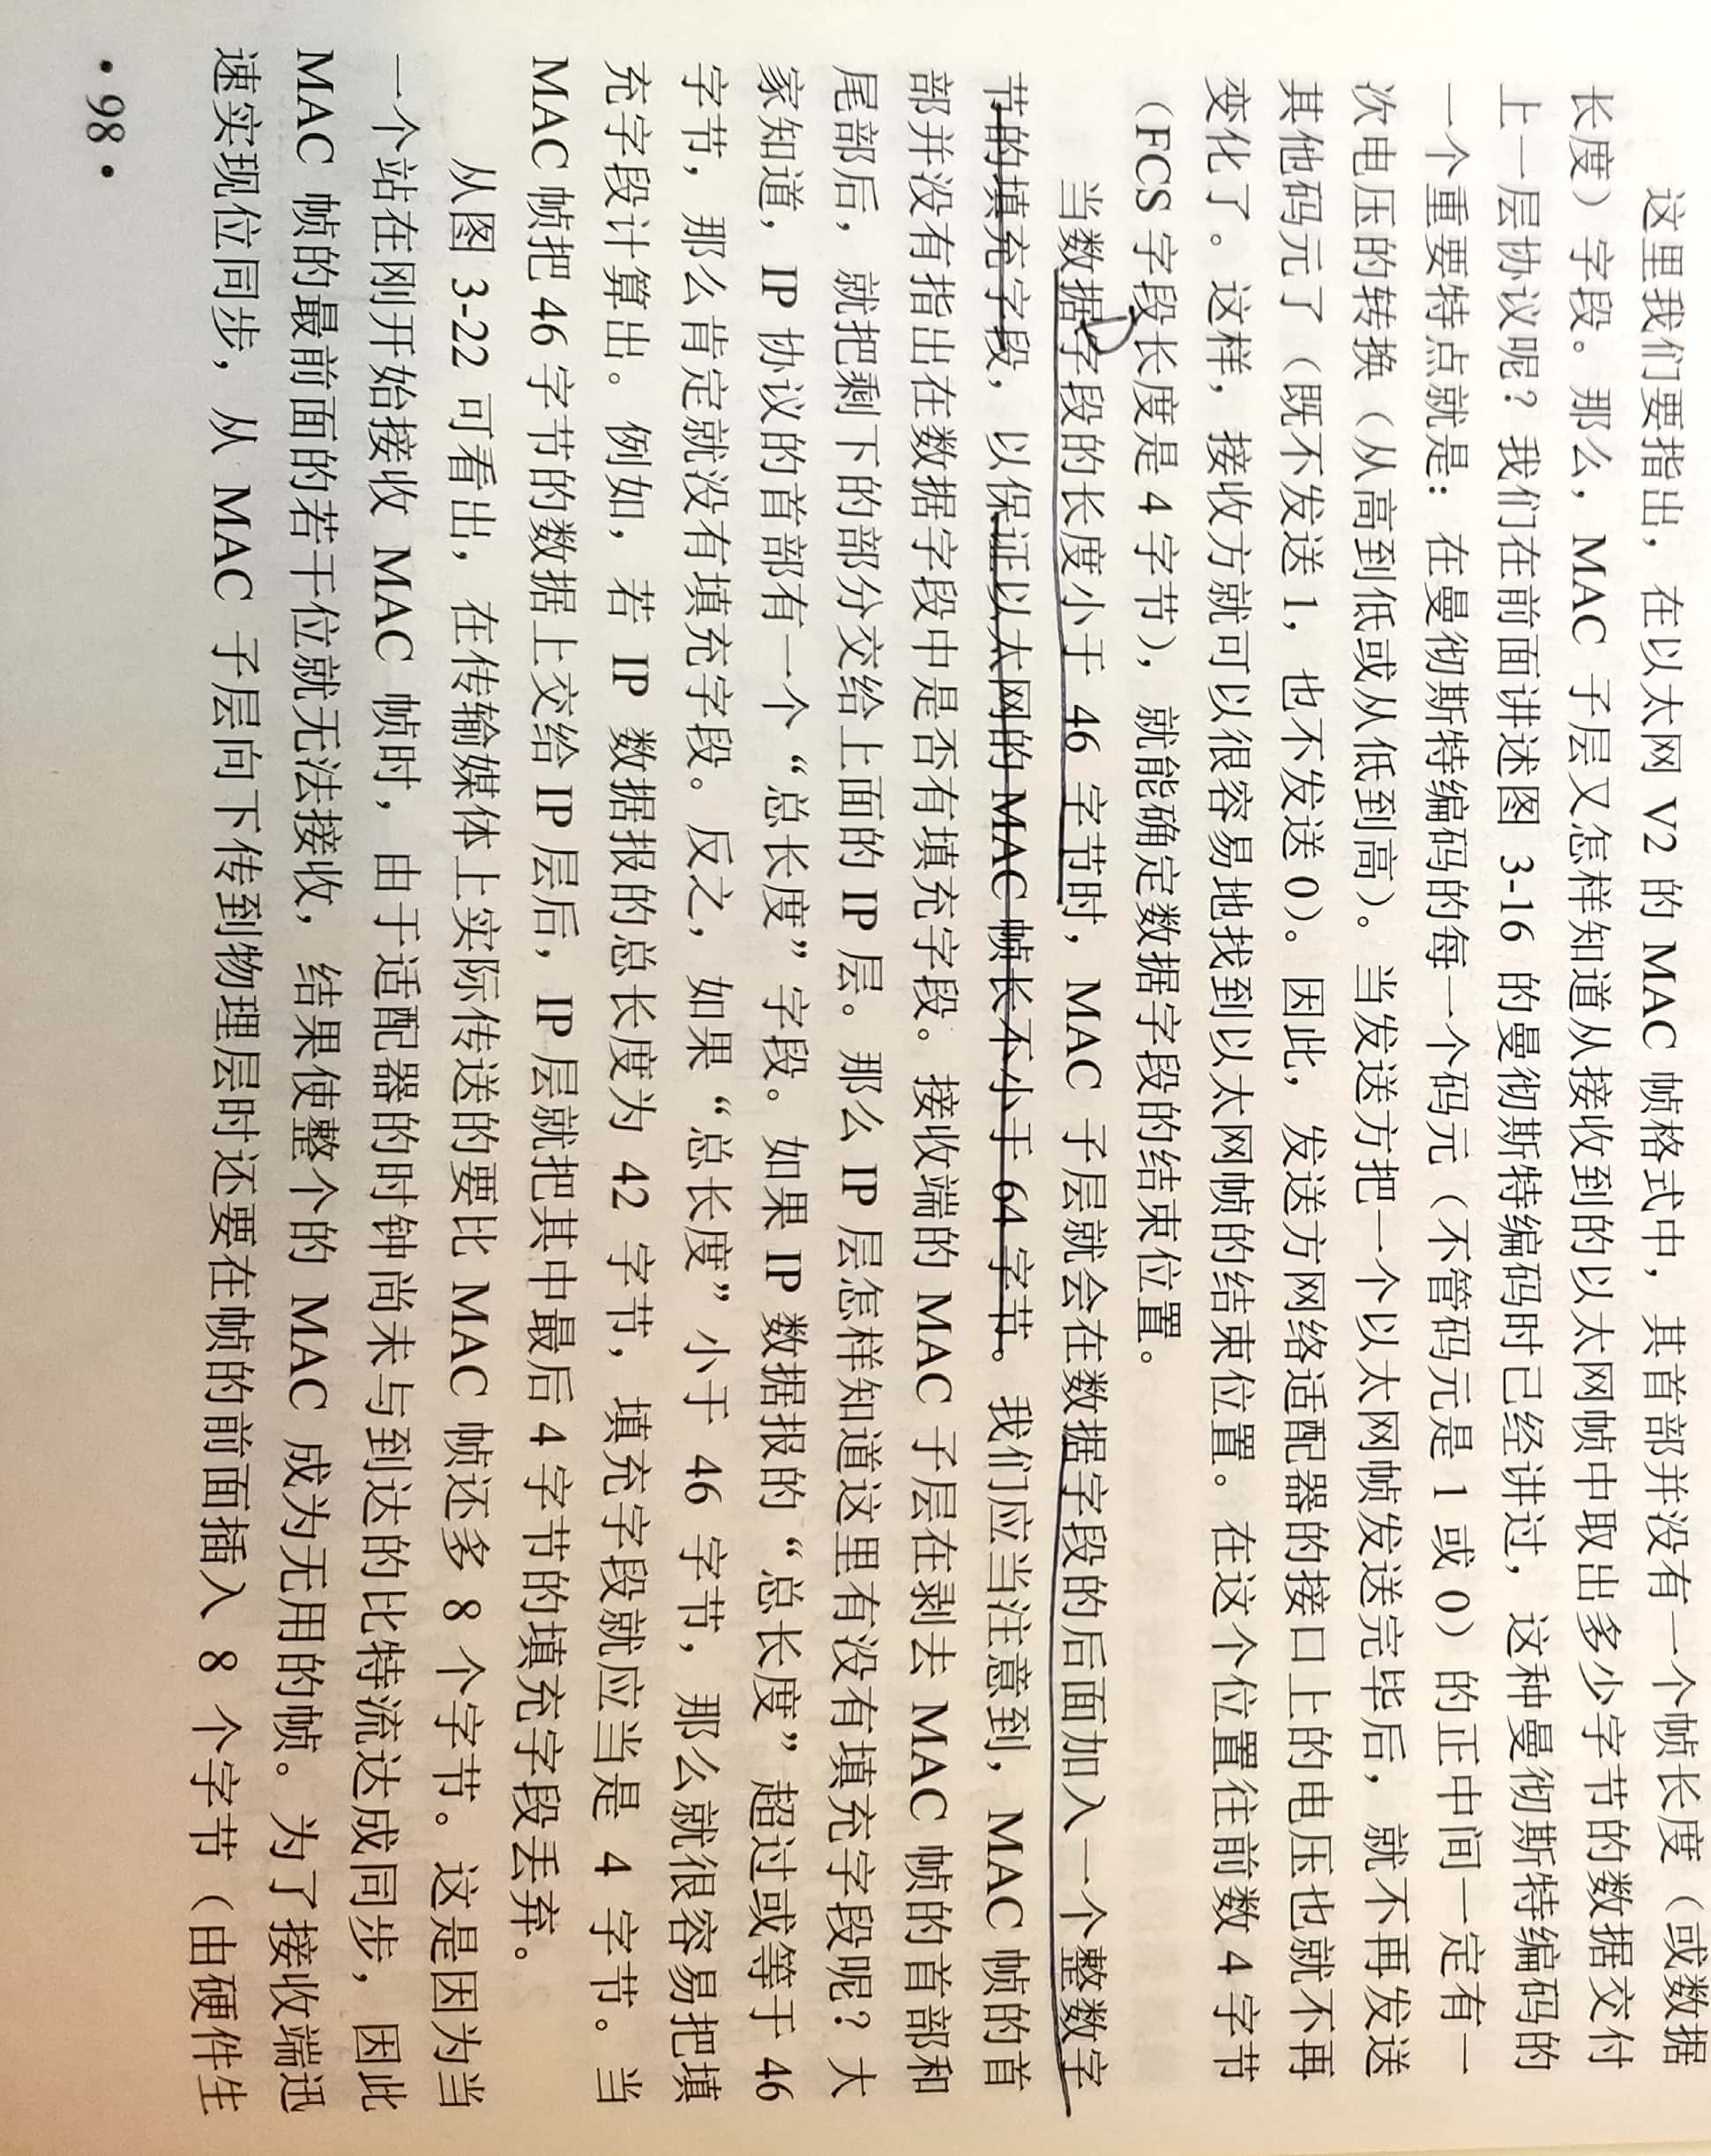 这里我们要指出，在以太网 V2 的 MAC 帧格式中，其首部并没有一个帧长度（或数据
长度）字段。那么，MAC 子层又怎样知道从接收到的以太网帧中取出多少字节的数据交付
上一层协议呢？我们在前面讲述图 3-16 的曼彻斯特编码时已经讲过，这种曼彻斯特编码的
一个重要特点就是：在曼彻斯特编码的每一个码元（不管码元是 1 或 0）的正中间一定有一
次电压的转换（从高到低或从低到高）。当发送方把一个以太网帧发送完毕后，就不再发送
其他码元了（既不发送 1，也不发送 0）。因此，发送方网络适配器的接口上的电压也就不再
变化了。这样，接收方就可以很容易地找到以太网帧的结束位置。在这个位置往前数 4 字节
（FCS 字段长度是 4 字节），就能确定数据字段的结束位置。
当数据字段的长度小于 46 字节时，MAC 子层就会在数据字段的后面加入一个整数字
节的填充字段，以保证以太网的 MAC 帧长不小于 64 字节。我们应当注意到，MAC 帧的首
部并没有指出在数据字段中是否有填充字段。接收端的 MAC 子层在剥去 MAC 帧的首部和
尾部后，就把剩下的部分交给上面的 IP 层。那么 IP 层怎样知道这里有没有填充字段呢？大
家知道，IP 协议的首部有一个“总长度”字段。如果 IP 数据报的“总长度”超过或等于 46
字节，那么肯定就没有填充字段。反之，如果“总长度”小于 46 字节，那么就很容易把填
充字段计算出。例如，若 IP 数据报的总长度为 42 字节，填充字段就应当是 4 字节。当
MAC 帧把 46 字节的数据上交给 IP 层后，IP 层就把其中最后 4 字节的填充字段丢弃。
从图 3-22 可看出，在传输媒体上实际传送的要比 MAC 帧还多 8 个字节。这是因为当
一个站在刚开始接收 MAC 帧时，由于适配器的时钟尚未与到达的比特流达成同步，因此
MAC 帧的最前面的若干位就无法接收，结果使整个的 MAC 成为无用的帧。为了接收端迅
速实现位同步，从 MAC 子层向下传到物理层时还要在帧的前面插入 8 个字节（由硬件生
·98·